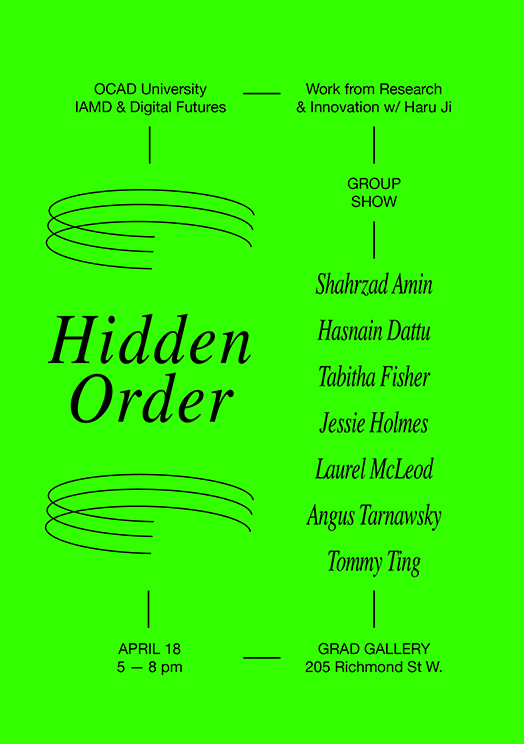 OCAD University
IAMD & Digital Futures
Work from Research
& Innovation w/ Haru Ji
GROUP
SHOW
Hidden
Order
Shahrzad Amin
Hasnain Dattu
Tabitha Fisher
Jessie Holmes
Laurel McLeod
Angus Tarnawsky
Tommy Ting
APRIL 18
5 — 8 pm
GRAD GALLERY
205 Richmond St W.